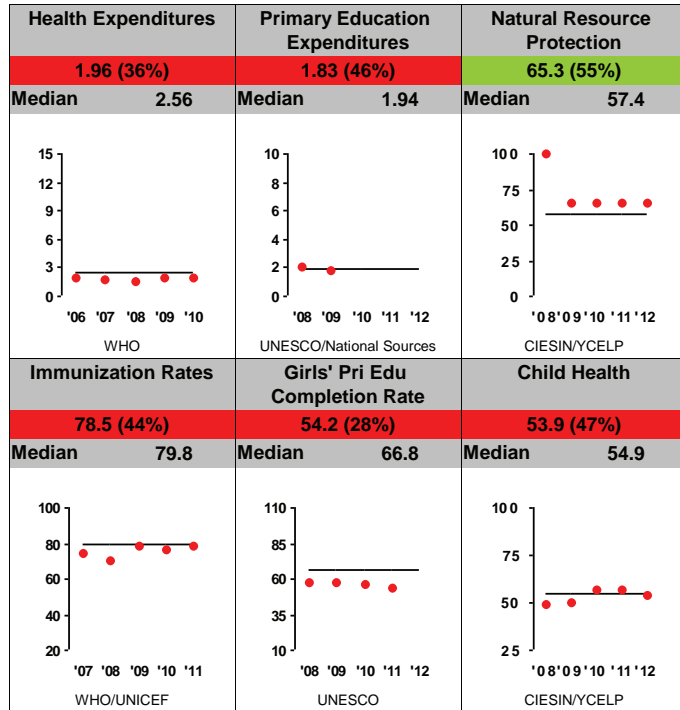 Health Expenditures
1.96 (36%)
Median 2.56
15
12
9
6
3
0
'06 '07 '08 '09 '10
WHO
Primary Education
Expenditures
1.83 (46%)
Median 1.94
10
8
6
4
2
0
'08 '09 '10 '11 '12
UNESCO/National Sources
Natural Resource
Protection
65.3 (55%)
Median 57.4
100
75
50
25
0
'08 '09 '10 '11 '12
CIESIN/YCELP
Immunization Rates
78.5 (44%)
Median 79.8
100
80
60
40
20
'07 '08 '09 '10 '11
WHO/UNICEF
Girls' Pri Edu
Completion Rate
54.2 (28%)
Median 66.8
110
85
60
35
10
'08 '09 '10 '11 '12
UNESCO
Child Health
53.9 (47%)
Median 54.9
100
75
50
25
'08 '09 '10 '11 '12
CIESIN/YCELP